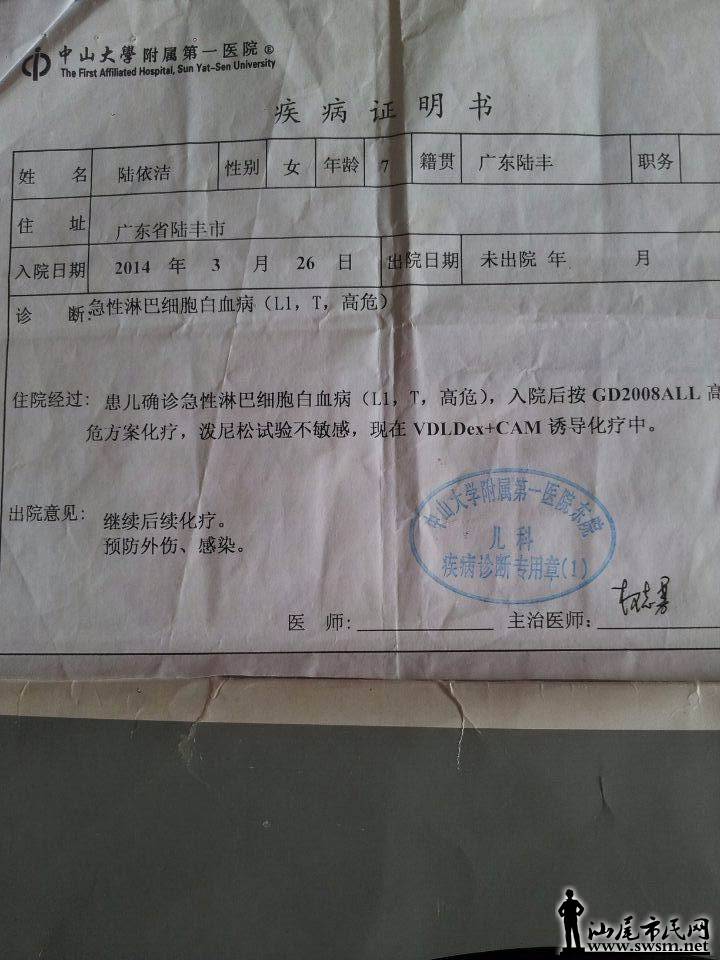 中山大學附属第一医院®
The First Affiliated Hospital, Sun Yat-Sen University
疾病证明书
姓 名 陆依洁 性别 女 年龄 7 籍贯 广东陆丰 职务
住 址 广东省陆丰市
入院日期 2014 年 3 月 26 日 出院日期 未出院 年 月
诊 断: 急性淋巴细胞白血病（L1，T，高危）
住院经过: 患儿确诊急性淋巴细胞白血病（L1，T，高危），入院后按 GD2008ALL 高
危方案化疗，泼尼松试验不敏感，现在 VDLDex+CAM 诱导化疗中。
出院意见: 继续后续化疗。
预防外伤、感染。
中山大学附属第一医院东院
儿科
疾病诊断专用章(1)
医 师: 主治医师:
汕尾市民网
www.swsm.net